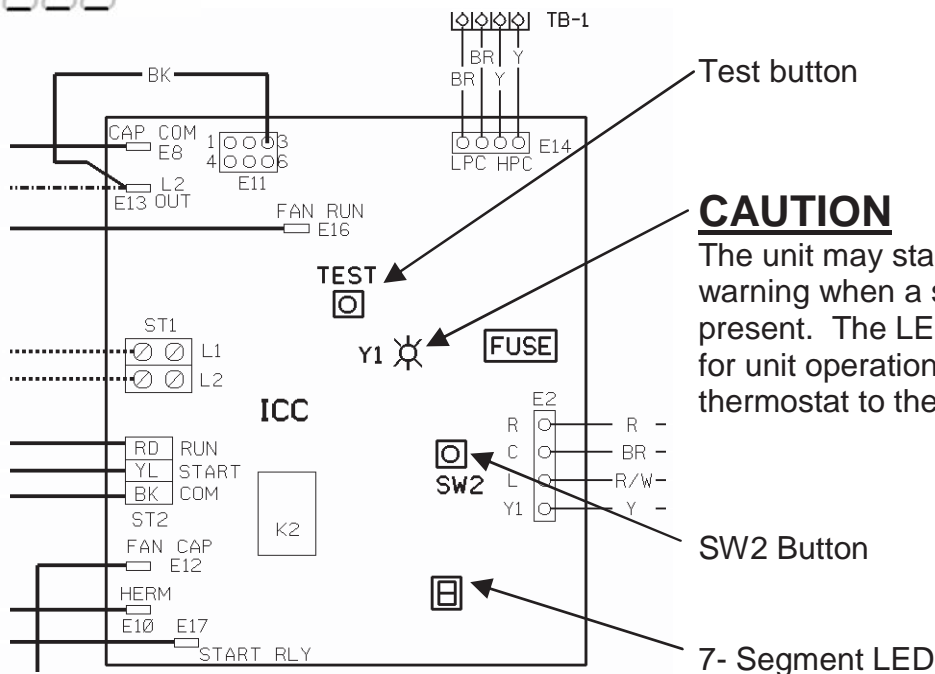 TB-1
BK
BR Y
BR Y
Test button
CAP COM
E8
1 3
4 6
E11
E14
LPC HPC
L2
OUT
E13
FAN RUN
E16
CAUTION
The unit may sta
warning when a s
present. The LE
for unit operation
thermostat to the
TEST
Y1
FUSE
ST1
L1
L2
ICC
E2
R R
C BR
L R/W
Y1 Y
SW2
RD RUN
YL START
BK COM
ST2
K2
SW2 Button
FAN CAP
E12
HERM
E10 E17
START RLY
7- Segment LED